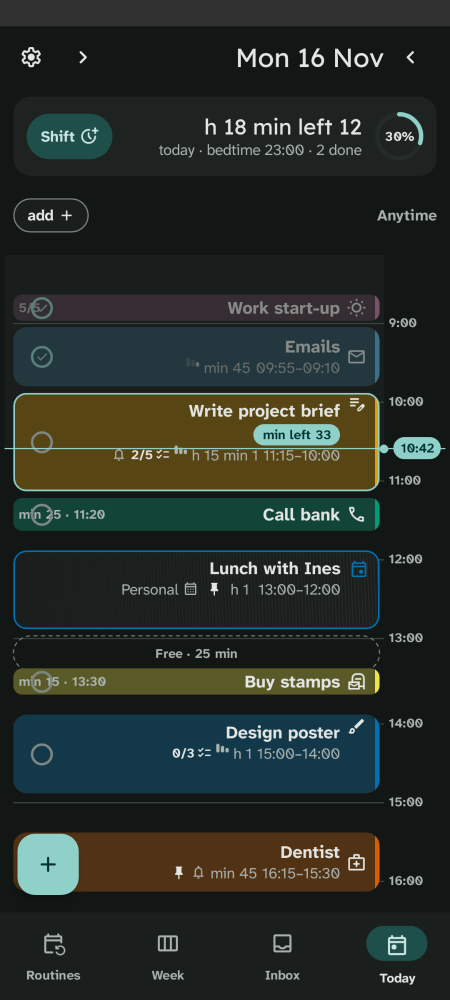 Mon 16 Nov
h 18 min left 12
today · bedtime 23:00 · 2 done
30%
Shift
Anytime
add +
5/5
Work start-up
9:00
Emails
min 45 09:55–09:10
10:00
Write project brief
min left 33
10:42
2/5 h 15 min 1 11:15–10:00
11:00
min 25 · 11:20
Call bank
12:00
Lunch with Ines
Personal h 1 13:00–12:00
13:00
Free · 25 min
min 15 · 13:30
Buy stamps
14:00
Design poster
0/3 h 1 15:00–14:00
15:00
Dentist
min 45 16:15–15:30
16:00
+
Routines
Week
Inbox
Today